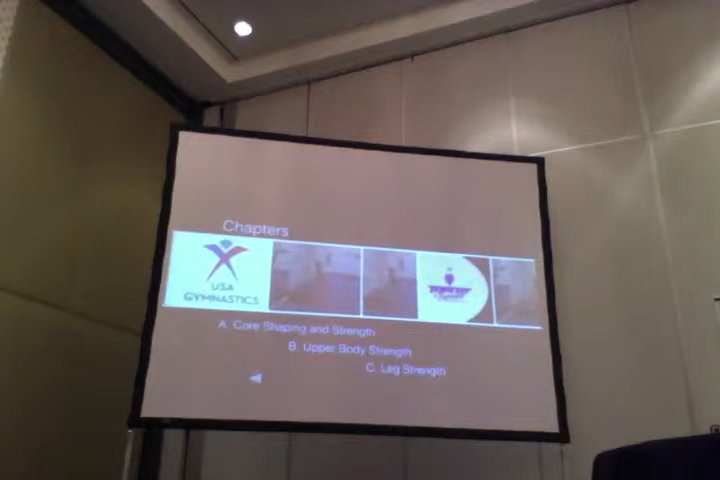 Chapters
USA
GYMNASTICS
A. Core Shaping and Strength
B. Upper Body Strength
C. Leg Strength